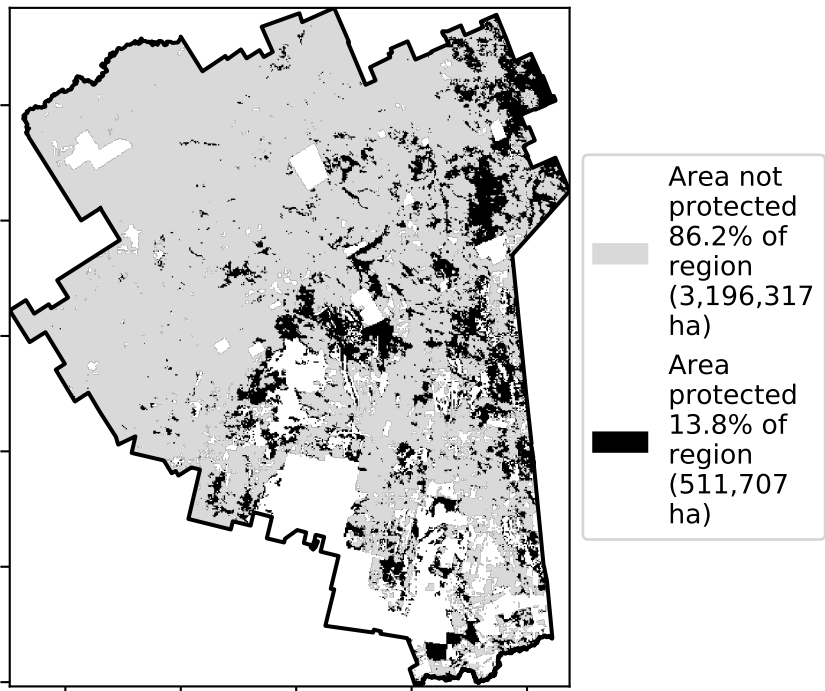 Area not
protected
86.2% of
region
(3,196,317
ha)
Area
protected
13.8% of
region
(511,707
ha)